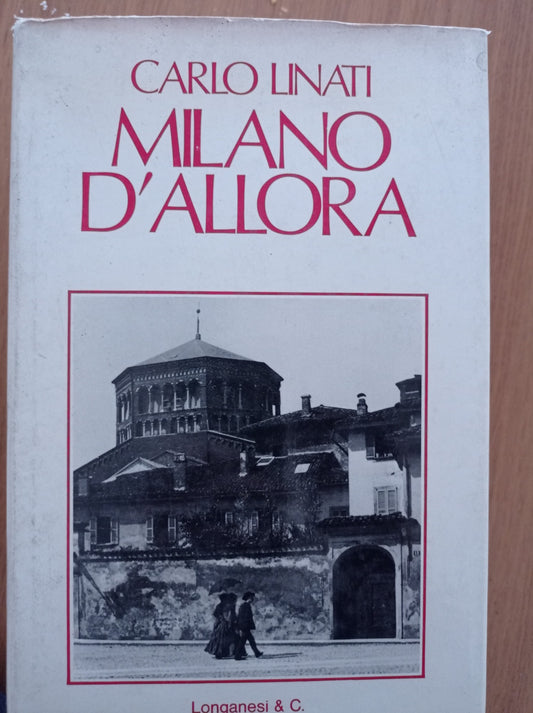 CARLO LINATI
MILANO
D'ALLORA
Longanesi & C.